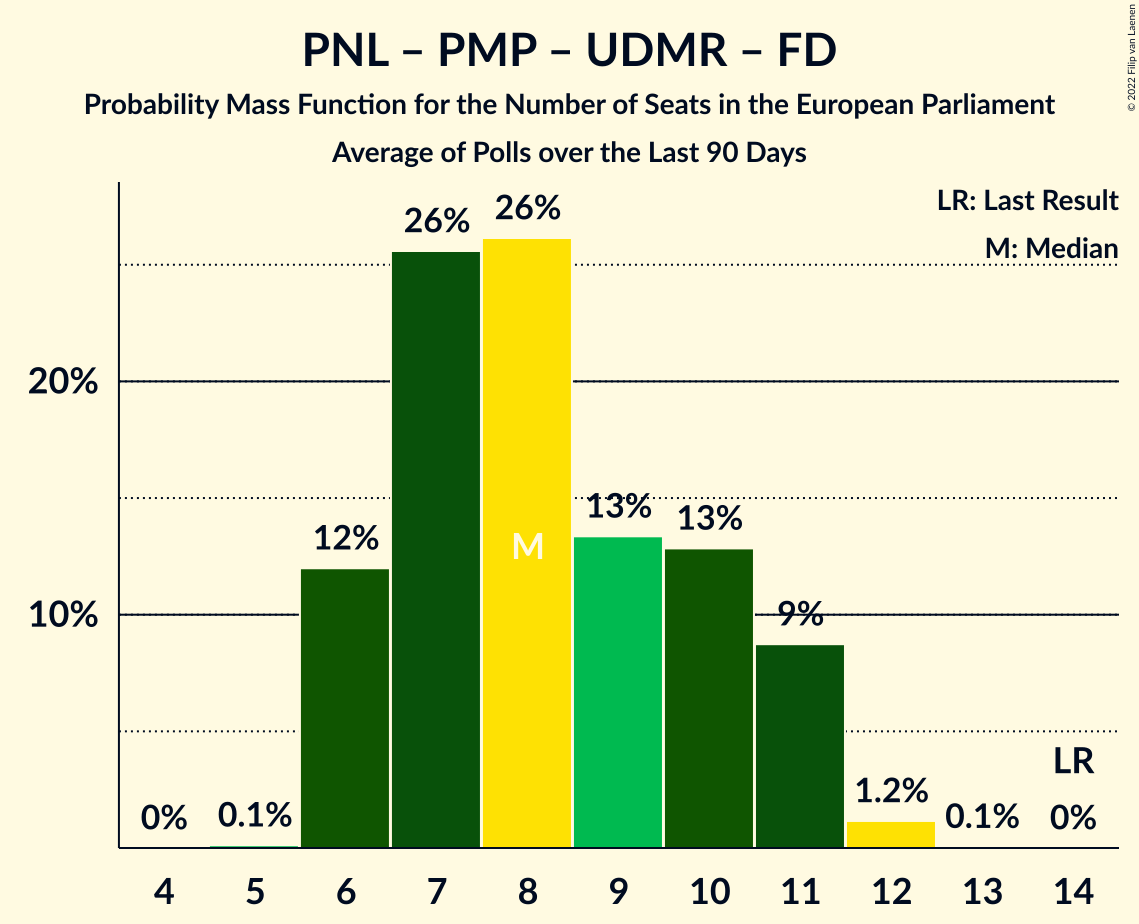 PNL – PMP – UDMR – FD
Probability Mass Function for the Number of Seats in the European Parliament
Average of Polls over the Last 90 Days
© 2022 Filip van Laenen
LR: Last Result
M: Median
20%
10%
0%
0.1%
12%
26%
26%
M
13%
13%
9%
1.2%
0.1%
LR
0%
4 5 6 7 8 9 10 11 12 13 14